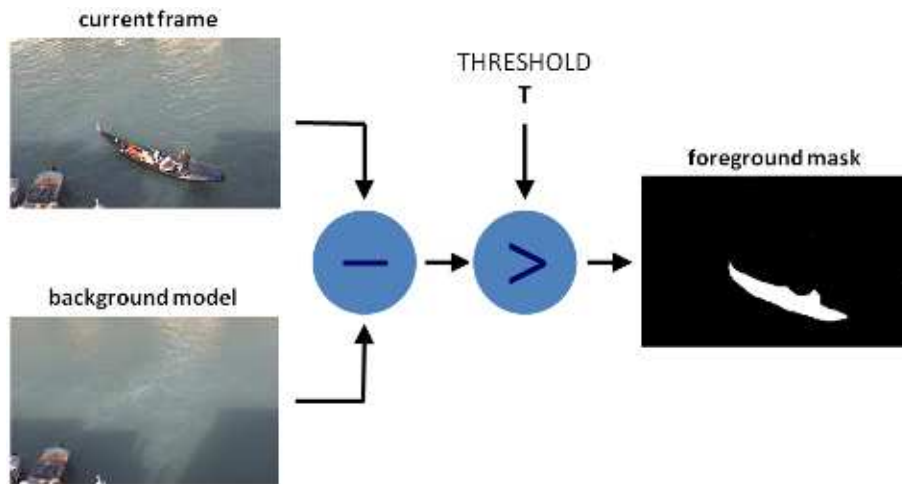 current frame
THRESHOLD
T
foreground mask
−
>
background model